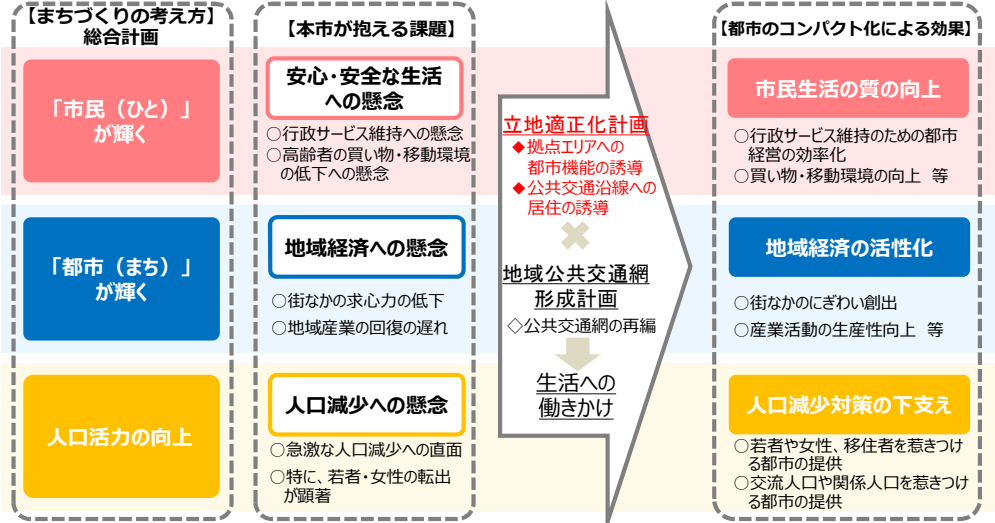 【まちづくりの考え方】
総合計画
「市民（ひと）」
が輝く
「都市（まち）」
が輝く
人口活力の向上
【本市が抱える課題】
安心・安全な生活
への懸念
○行政サービス維持への懸念
○高齢者の買い物・移動環境
の低下への懸念
地域経済への懸念
○街なかの求心力の低下
○地域産業の回復の遅れ
人口減少への懸念
○急激な人口減少への直面
○特に、若者・女性の転出
が顕著
立地適正化計画
◆拠点エリアへの
都市機能の誘導
◆公共交通沿線への
居住の誘導
地域公共交通網
形成計画
◇公共交通網の再編
生活への
働きかけ
【都市のコンパクト化による効果】
市民生活の質の向上
○行政サービス維持のための都市
経営の効率化
○買い物・移動環境の向上 等
地域経済の活性化
○街なかのにぎわい創出
○産業活動の生産性向上 等
人口減少対策の下支え
○若者や女性、移住者を惹きつけ
る都市の提供
○交流人口や関係人口を惹きつけ
る都市の提供